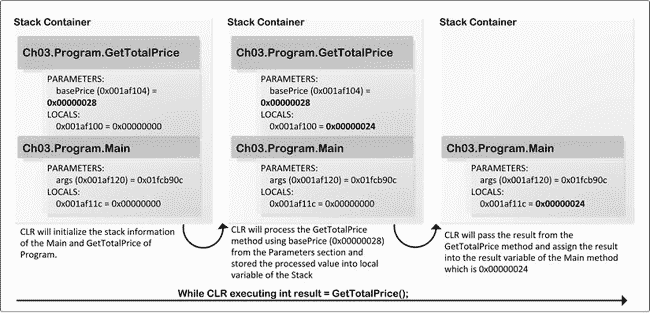 Stack Container
Ch03.Program.GetTotalPrice
PARAMETERS:
basePrice (0x001af104) =
0x00000028
LOCALS:
0x001af100 = 0x00000000
Ch03.Program.Main
PARAMETERS:
args (0x001af120) = 0x01fcb90c
LOCALS:
0x001af11c = 0x00000000
CLR will initialize the stack information
of the Main and GetTotalPrice of
Program.
Stack Container
Ch03.Program.GetTotalPrice
PARAMETERS:
basePrice (0x001af104) =
0x00000028
LOCALS:
0x001af100 = 0x00000024
Ch03.Program.Main
PARAMETERS:
args (0x001af120) = 0x01fcb90c
LOCALS:
0x001af11c = 0x00000000
CLR will process the GetTotalPrice
method using basePrice (0x00000028)
from the Parameters section and
stored the processed value into local
variable of the Stack
Stack Container
Ch03.Program.Main
PARAMETERS:
args (0x001af120) = 0x01fcb90c
LOCALS:
0x001af11c = 0x00000024
CLR will pass the result from the
GetTotalPrice method and assign the result
into the result variable of the Main method
which is 0x00000024
While CLR executing int result = GetTotalPrice();